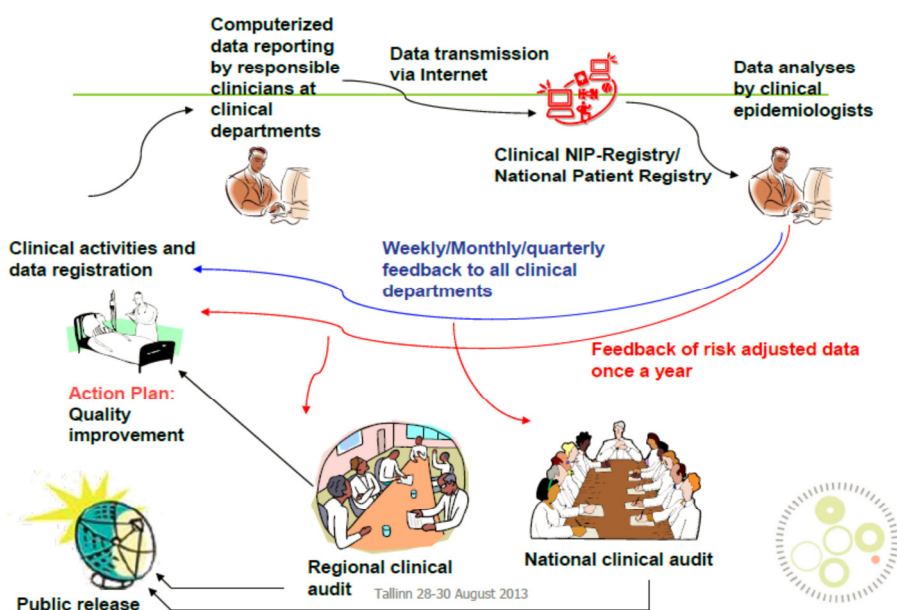 Computerized
data reporting
by responsible
clinicians at
clinical
departments
Data transmission
via Internet
Data analyses
by clinical
epidemiologists
Clinical NIP-Registry/
National Patient Registry
Clinical activities and
data registration
Weekly/Monthly/quarterly
feedback to all clinical
departments
Feedback of risk adjusted data
once a year
Action Plan:
Quality
improvement
Regional clinical
audit
National clinical audit
Public release
Tallinn 28-30 August 2013